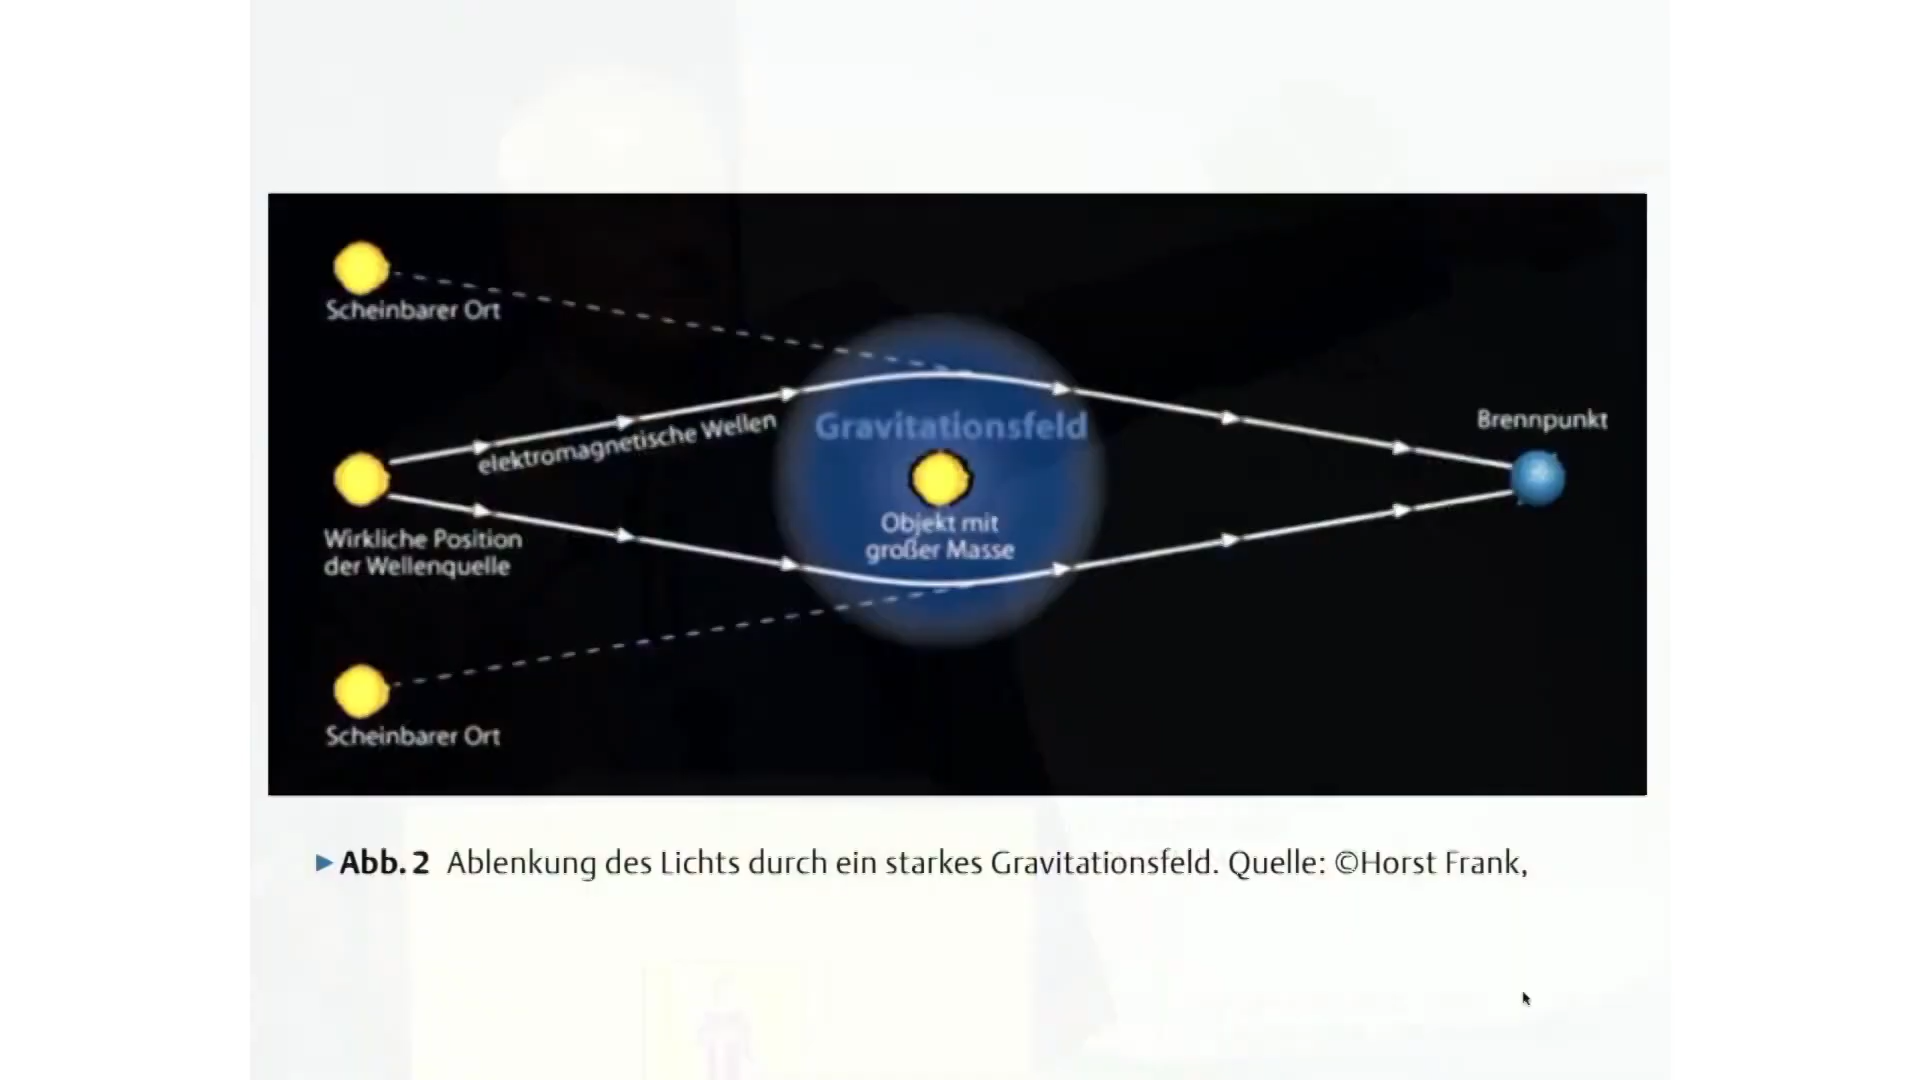 Scheinbarer Ort
elektromagnetische Wellen
Gravitationsfeld
Brennpunkt
Objekt mit
großer Masse
Wirkliche Position
der Wellenquelle
Scheinbarer Ort
▶ Abb. 2 Ablenkung des Lichts durch ein starkes Gravitationsfeld. Quelle: ©Horst Frank,